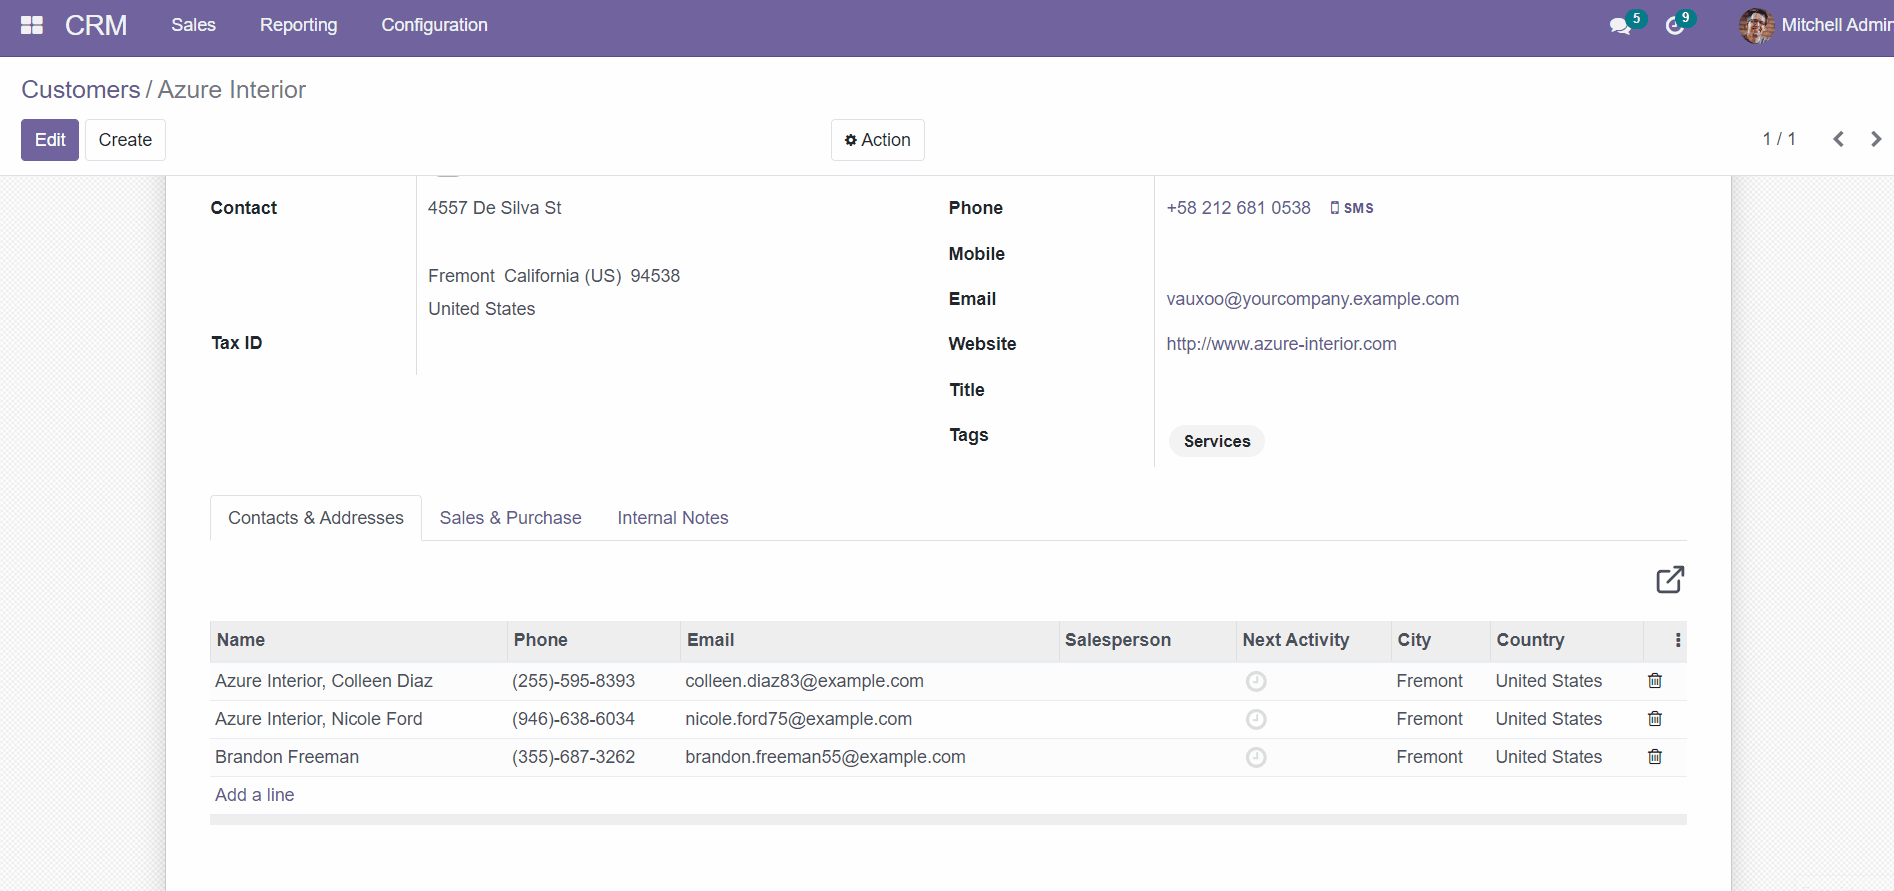 CRM Sales Reporting Configuration 5 9 Mitchell Admin
Customers / Azure Interior
Edit Create Action 1 / 1
Contact 4557 De Silva St Phone +58 212 681 0538 SMS
Mobile
Fremont California (US) 94538 Email vauxoo@yourcompany.example.com
United States
Tax ID Website http://www.azure-interior.com
Title
Tags Services
Contacts & Addresses Sales & Purchase Internal Notes
Name Phone Email Salesperson Next Activity City Country
Azure Interior, Colleen Diaz (255)-595-8393 colleen.diaz83@example.com Fremont United States
Azure Interior, Nicole Ford (946)-638-6034 nicole.ford75@example.com Fremont United States
Brandon Freeman (355)-687-3262 brandon.freeman55@example.com Fremont United States
Add a line